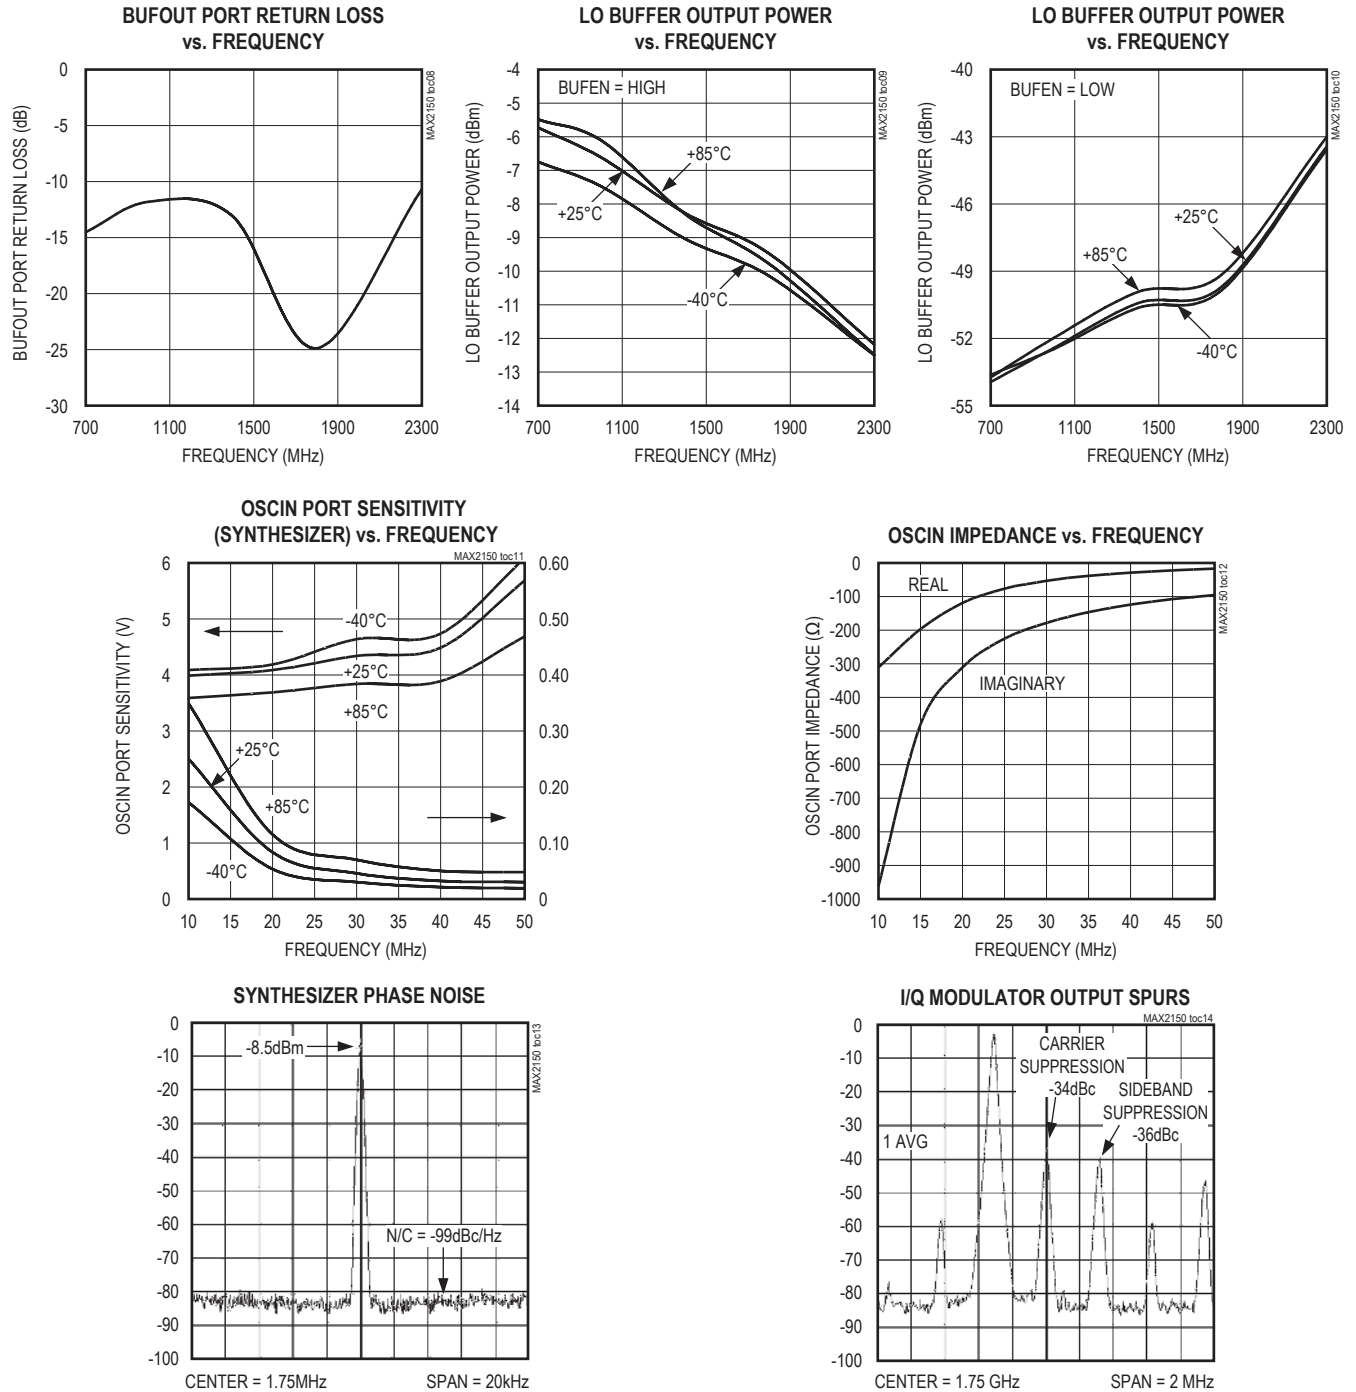 BUFOUT PORT RETURN LOSS
vs. FREQUENCY
MAX2150 toc08
BUFOUT PORT RETURN LOSS (dB)
0
-5
-10
-15
-20
-25
-30
700 1100 1500 1900 2300
FREQUENCY (MHz)
LO BUFFER OUTPUT POWER
vs. FREQUENCY
MAX2150 toc09
BUFEN = HIGH
LO BUFFER OUTPUT POWER (dBm)
-4
-5
-6
-7
-8
-9
-10
-11
-12
-13
-14
+85°C
+25°C
-40°C
700 1100 1500 1900 2300
FREQUENCY (MHz)
LO BUFFER OUTPUT POWER
vs. FREQUENCY
MAX2150 toc10
BUFEN = LOW
LO BUFFER OUTPUT POWER (dBm)
-40
-43
-46
-49
-52
-55
+25°C
+85°C
-40°C
700 1100 1500 1900 2300
FREQUENCY (MHz)
OSCIN PORT SENSITIVITY
(SYNTHESIZER) vs. FREQUENCY
MAX2150 toc11
OSCIN PORT SENSITIVITY (V)
6
5
4
3
2
1
0
0.60
0.50
0.40
0.30
0.20
0.10
0
-40°C
+25°C
+85°C
+25°C
+85°C
-40°C
10 15 20 25 30 35 40 45 50
FREQUENCY (MHz)
OSCIN IMPEDANCE vs. FREQUENCY
MAX2150 toc12
OSCIN PORT IMPEDANCE (Ω)
0
-100
-200
-300
-400
-500
-600
-700
-800
-900
-1000
REAL
IMAGINARY
10 15 20 25 30 35 40 45 50
FREQUENCY (MHz)
SYNTHESIZER PHASE NOISE
MAX2150 toc13
0
-10
-20
-30
-40
-50
-60
-70
-80
-90
-100
-8.5dBm
N/C = -99dBc/Hz
CENTER = 1.75MHz SPAN = 20kHz
I/Q MODULATOR OUTPUT SPURS
MAX2150 toc14
0
-10
-20
-30
-40
-50
-60
-70
-80
-90
-100
CARRIER
SUPPRESSION
-34dBc
SIDEBAND
SUPPRESSION
-36dBc
1 AVG
CENTER = 1.75 GHz SPAN = 2 MHz